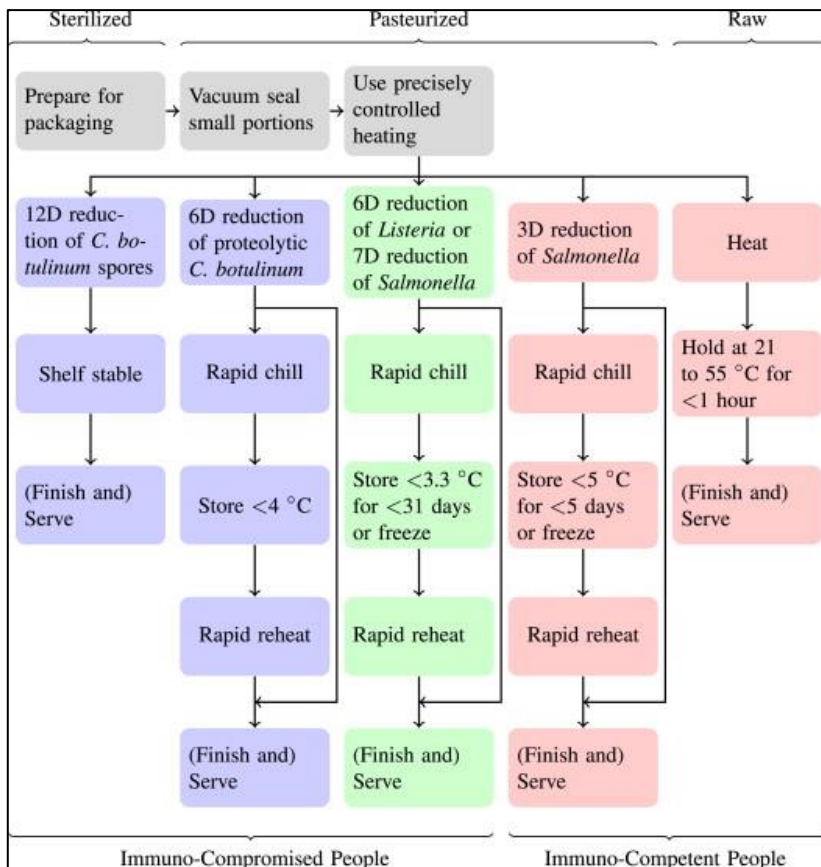 Sterilized
Pasteurized
Raw
Prepare for
packaging
Vacuum seal
small portions
Use precisely
controlled
heating
12D reduc-
tion of C. bo-
tulinum spores
6D reduction
of proteolytic
C. botulinum
6D reduction
of Listeria or
7D reduction
of Salmonella
3D reduction
of Salmonella
Heat
Shelf stable
Rapid chill
Rapid chill
Rapid chill
Hold at 21
to 55 °C for
<1 hour
(Finish and)
Serve
Store <4 °C
Store <3.3 °C
for <31 days
or freeze
Store <5 °C
for <5 days
or freeze
(Finish and)
Serve
Rapid reheat
Rapid reheat
Rapid reheat
(Finish and)
Serve
(Finish and)
Serve
(Finish and)
Serve
Immuno-Compromised People
Immuno-Competent People